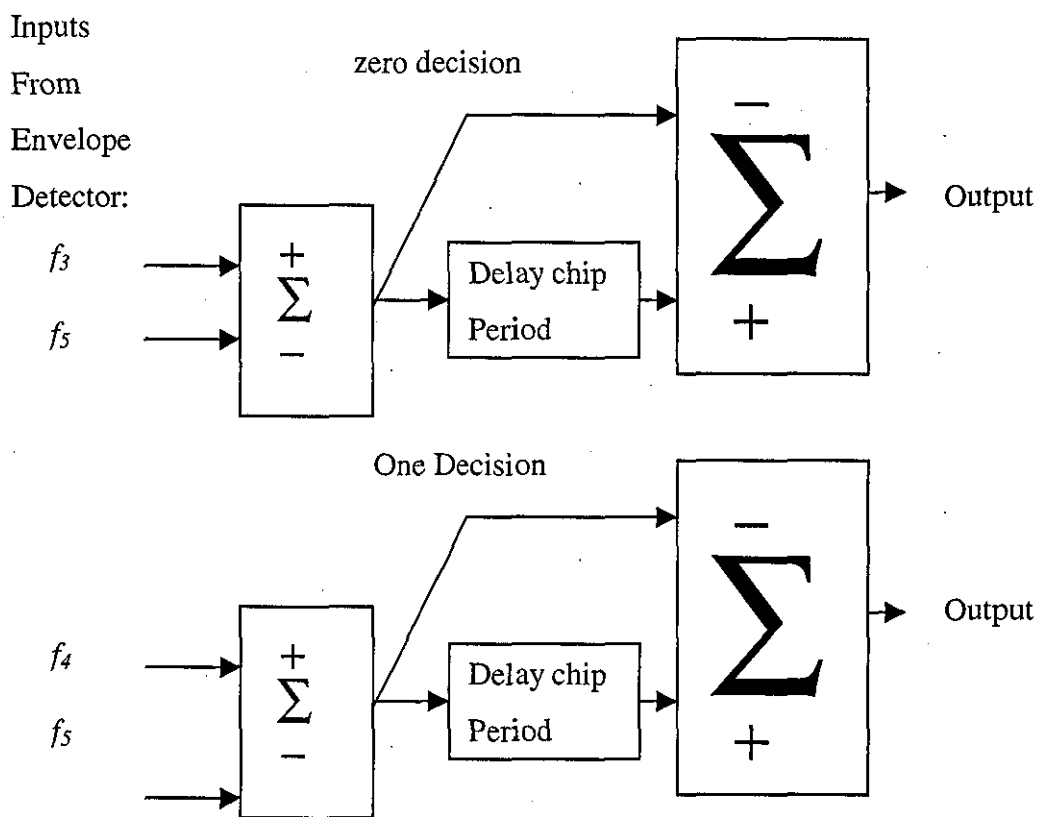 Inputs
From
Envelope
Detector:
zero decision
f3
f5
+
Σ
−
Delay chip
Period
−
Σ
+
Output
One Decision
f4
f5
+
Σ
−
Delay chip
Period
−
Σ
+
Output